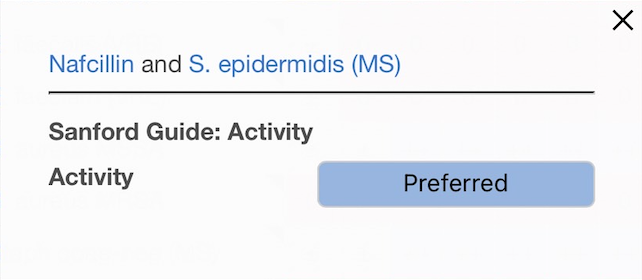 Nafcillin and S. epidermidis (MS)
Sanford Guide: Activity
Activity Preferred